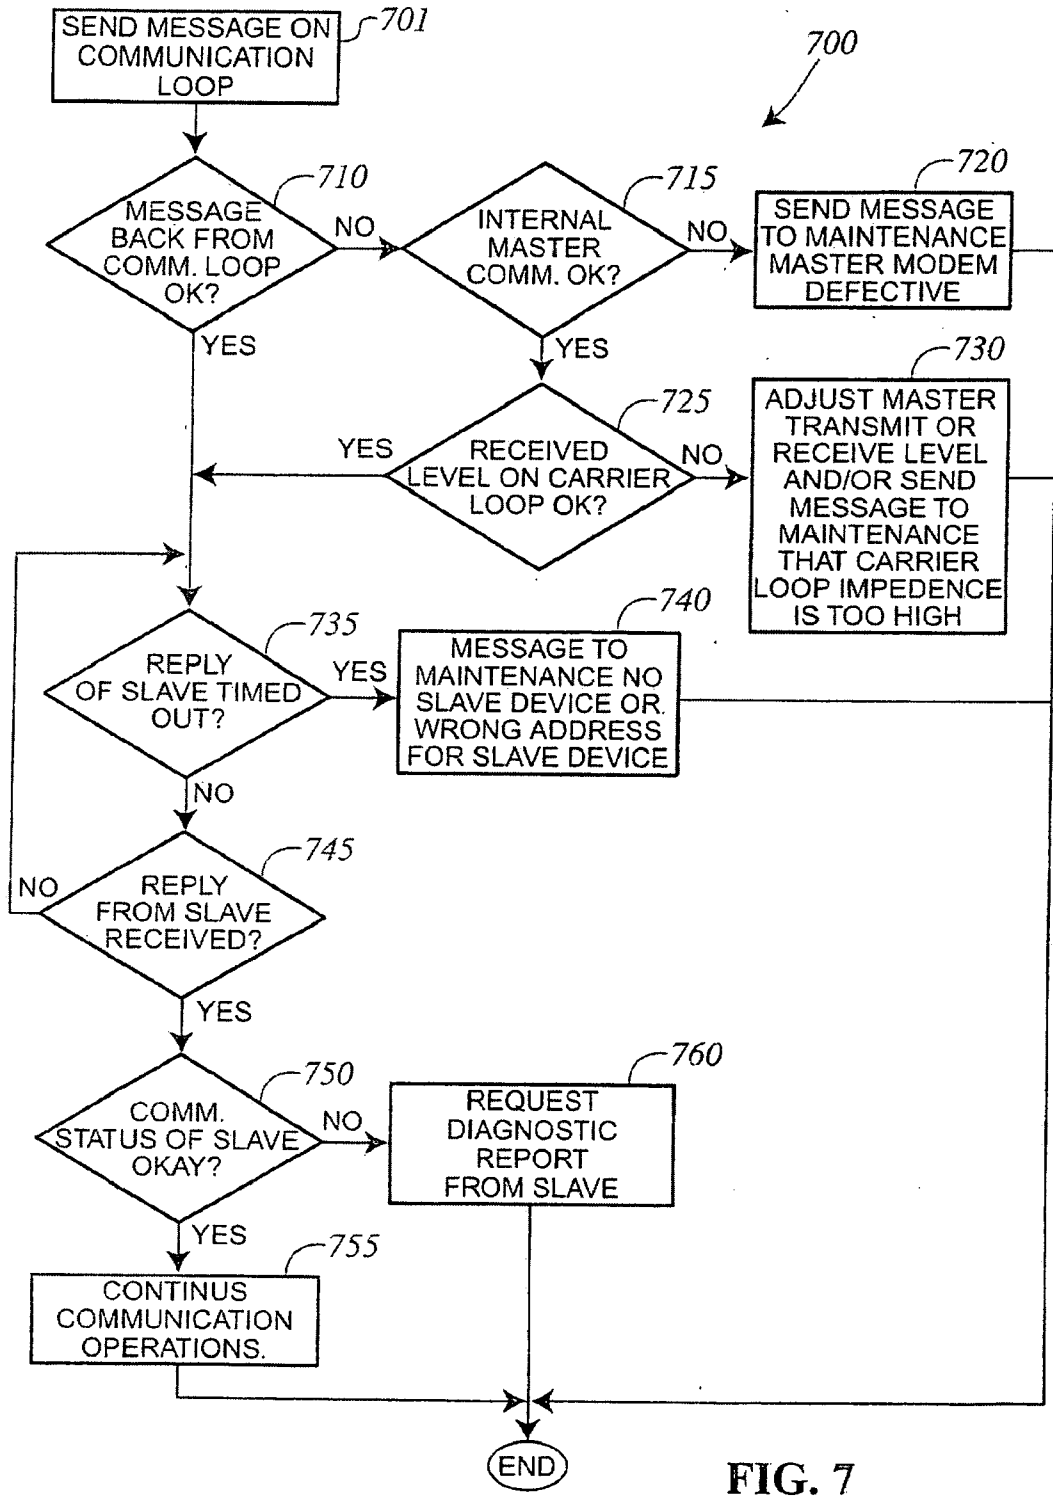 SEND MESSAGE ON
COMMUNICATION
LOOP
701
700
710
MESSAGE
BACK FROM
COMM. LOOP
OK?
NO
YES
715
INTERNAL
MASTER
COMM. OK?
NO
YES
720
SEND MESSAGE
TO MAINTENANCE
MASTER MODEM
DEFECTIVE
725
RECEIVED
LEVEL ON CARRIER
LOOP OK?
YES
NO
730
ADJUST MASTER
TRANSMIT OR
RECEIVE LEVEL
AND/OR SEND
MESSAGE TO
MAINTENANCE
THAT CARRIER
LOOP IMPEDENCE
IS TOO HIGH
735
REPLY
OF SLAVE TIMED
OUT?
YES
NO
740
MESSAGE TO
MAINTENANCE NO
SLAVE DEVICE OR
WRONG ADDRESS
FOR SLAVE DEVICE
745
REPLY
FROM SLAVE
RECEIVED?
NO
YES
750
COMM.
STATUS OF SLAVE
OKAY?
NO
YES
760
REQUEST
DIAGNOSTIC
REPORT
FROM SLAVE
755
CONTINUS
COMMUNICATION
OPERATIONS.
END
FIG. 7